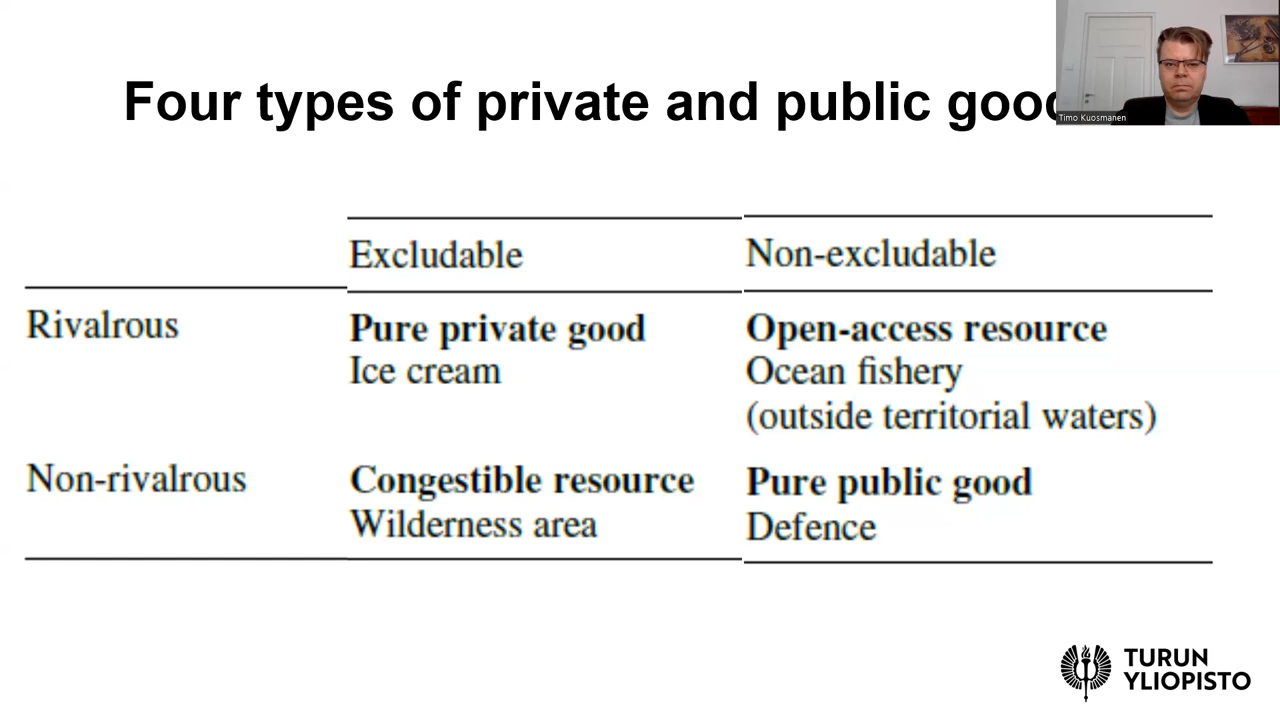 Four types of private and public good
Timo Kuosmanen
Excludable Non-excludable
Rivalrous Pure private good Open-access resource
Ice cream Ocean fishery
(outside territorial waters)
Non-rivalrous Congestible resource Pure public good
Wilderness area Defence
TURUN
YLIOPISTO